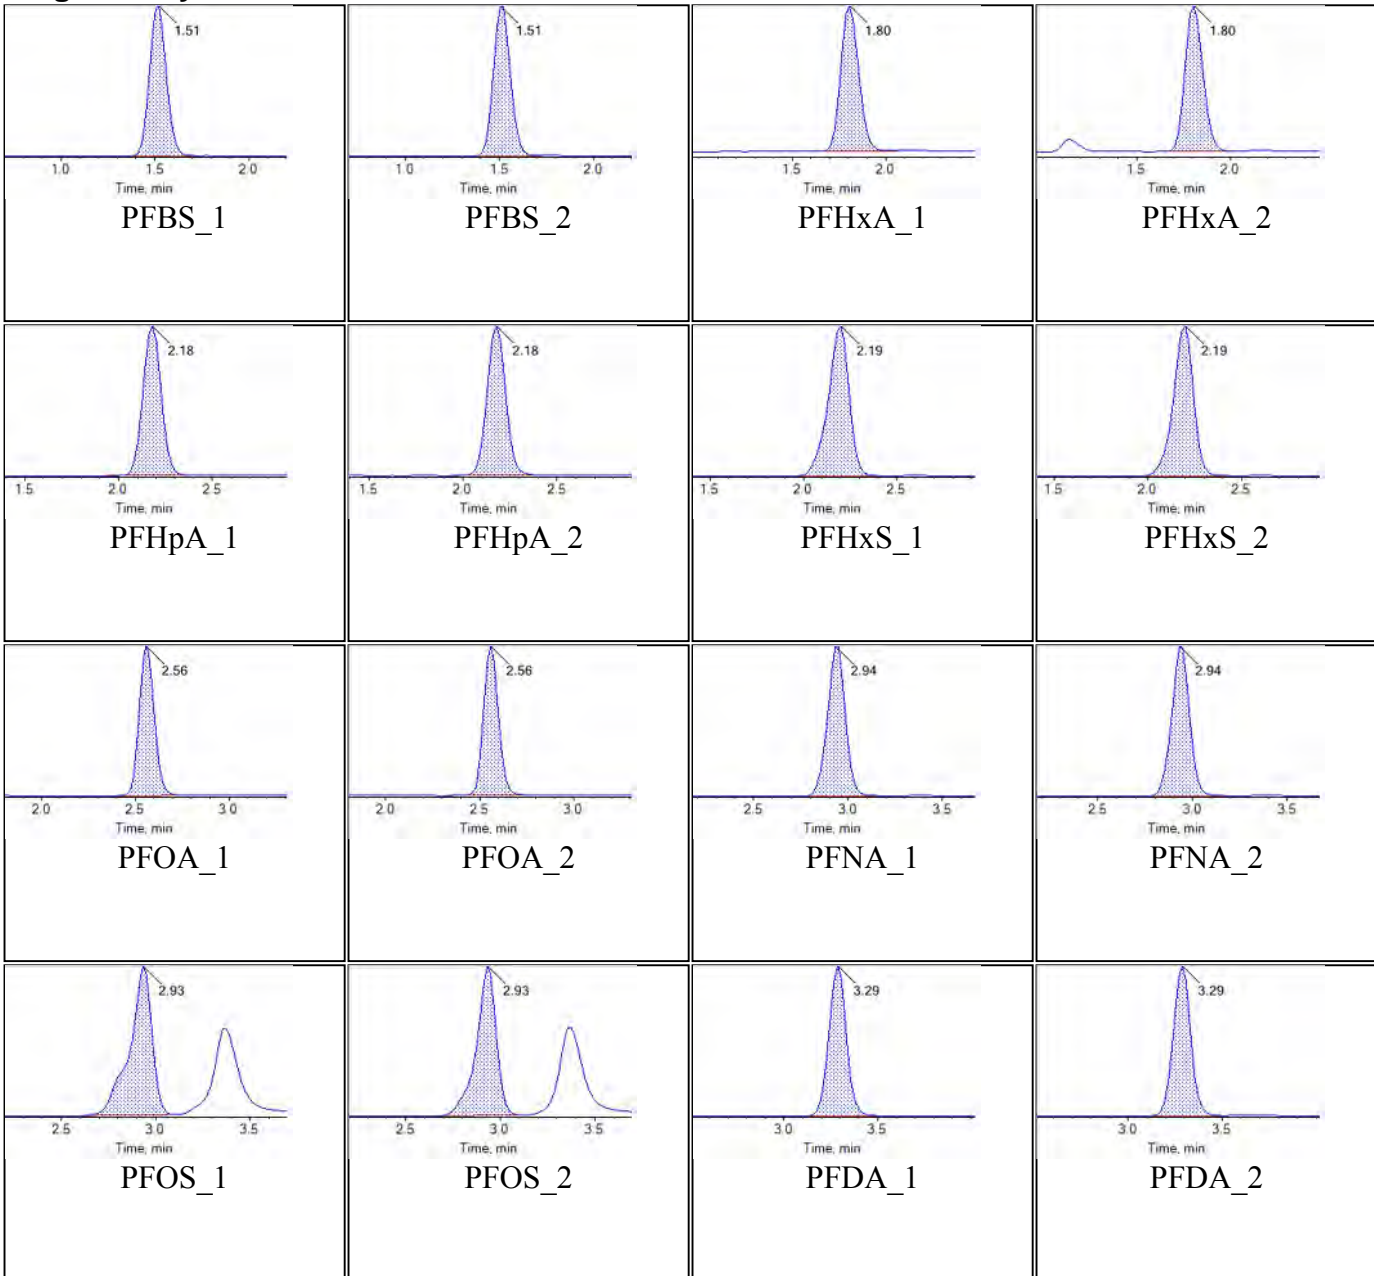 1.51
1.0 1.5 2.0
Time, min
PFBS_1
1.51
1.0 1.5 2.0
Time, min
PFBS_2
1.80
1.5 2.0
Time, min
PFHxA_1
1.80
1.5 2.0
Time, min
PFHxA_2
2.18
1.5 2.0 2.5
Time, min
PFHpA_1
2.18
1.5 2.0 2.5
Time, min
PFHpA_2
2.19
1.5 2.0 2.5
Time, min
PFHxS_1
2.19
1.5 2.0 2.5
Time, min
PFHxS_2
2.56
2.0 2.5 3.0
Time, min
PFOA_1
2.56
2.0 2.5 3.0
Time, min
PFOA_2
2.94
2.5 3.0 3.5
Time, min
PFNA_1
2.94
2.5 3.0 3.5
Time, min
PFNA_2
2.93
2.5 3.0 3.5
Time, min
PFOS_1
2.93
2.5 3.0 3.5
Time, min
PFOS_2
3.29
3.0 3.5
Time, min
PFDA_1
3.29
3.0 3.5
Time, min
PFDA_2